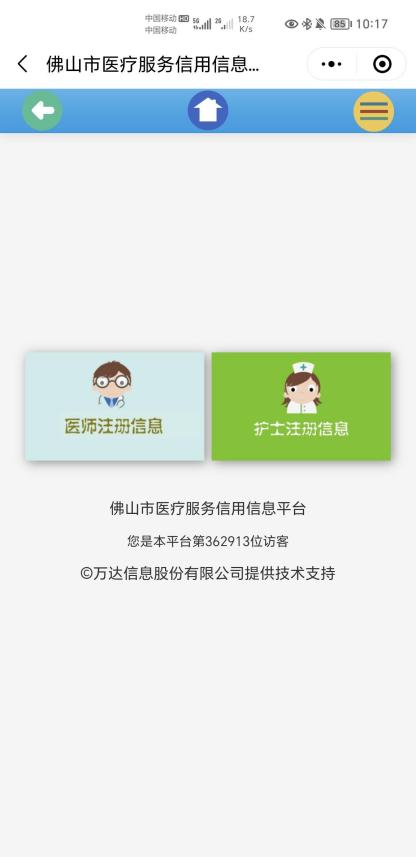 中国移动 HD 5G 2G 18.7 K/s 85 10:17
中国移动
佛山市医疗服务信用信息...
医师注册信息
护士注册信息
佛山市医疗服务信用信息平台
您是本平台第362913位访客
©万达信息股份有限公司提供技术支持